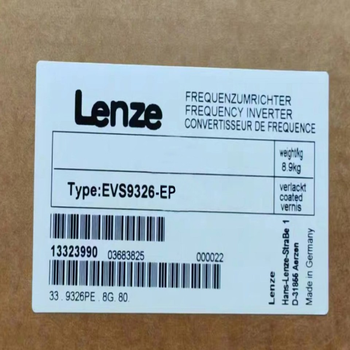 Lenze
FREQUENZUMRICHTER
FREQUENCY INVERTER
CONVERTISSEUR DE FREQUENCE
weight/kg
8.9kg
Type:EVS9326-EP
verlackt
coated
vernis
13323990 03683825 000022
33 9326PE . 8G. 80.
Lenze
Hans-Lenze-Straße 1
D-31855 Aerzen
Made in Germany